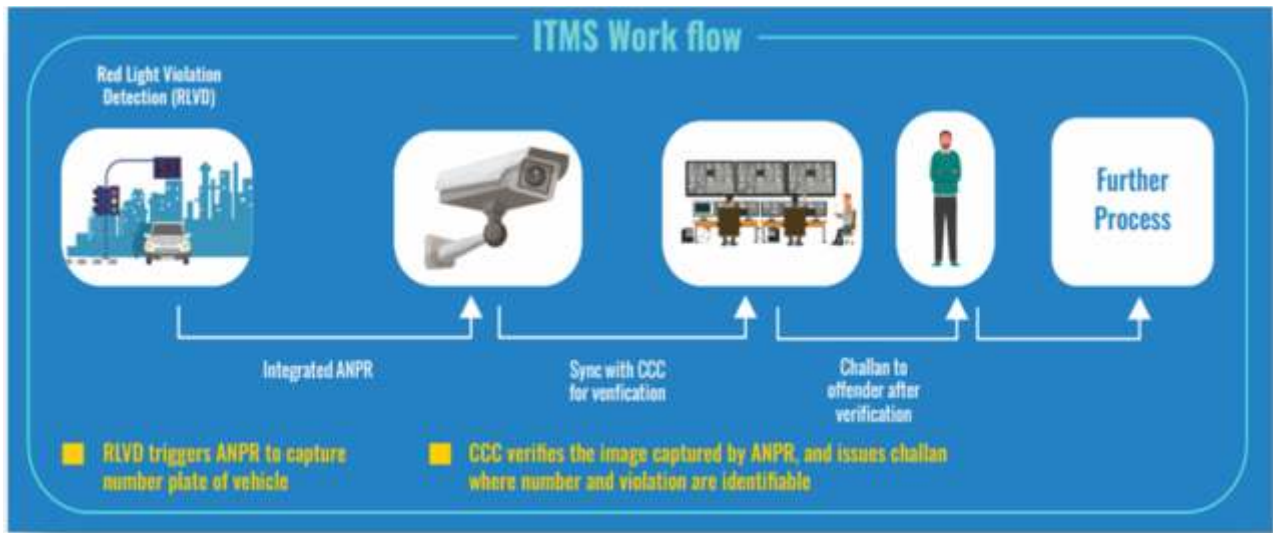 ITMS Work flow
Red Light Violation
Detection (RLVD)
Further
Process
Integrated ANPR
Sync with CCC
for venfication
Challan to
offender after
verification
RLVD triggers ANPR to capture
number plate of vehicle
CCC verifies the image captured by ANPR, and issues challan
where number and violation are identifiable